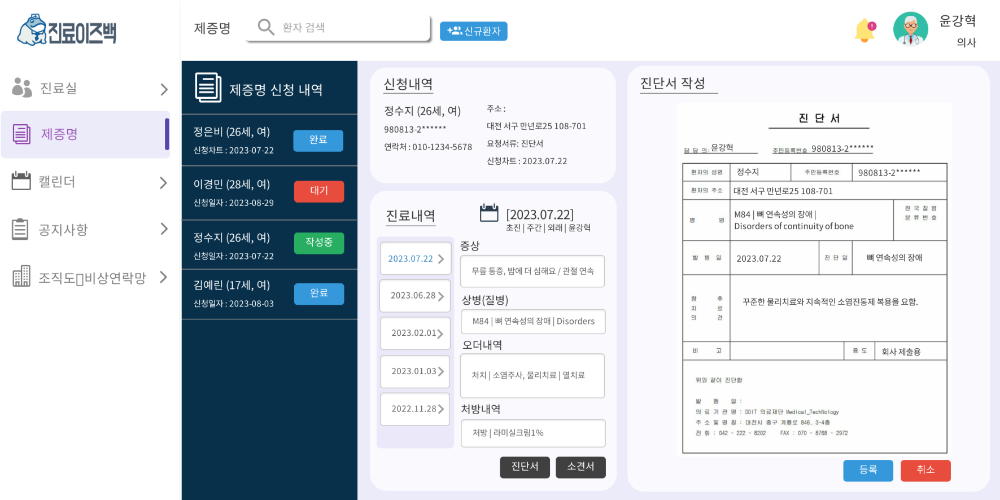 진료이즈백
제증명
환자 검색
신규환자
윤강혁
의사
진료실
제증명
캘린더
공지사항
조직도▯비상연락망
제증명 신청 내역
정은비 (26세, 여)
신청차트 : 2023-07-22
완료
이경민 (28세, 여)
신청일자 : 2023-08-29
대기
정수지 (26세, 여)
신청일자 : 2023-07-22
작성중
김예린 (17세, 여)
신청일자 : 2023-08-03
완료
신청내역
정수지 (26세, 여)
980813-2******
연락처 : 010-1234-5678
주소 :
대전 서구 만년로25 108-701
요청서류: 진단서
신청차트 : 2023.07.22
진료내역
[2023.07.22]
초진 | 주간 | 외래 | 윤강혁
2023.07.22
2023.06.28
2023.02.01
2023.01.03
2022.11.28
증상
무릎 통증, 밤에 더 심해요 / 관절 연속
상병(질병)
M84 | 뼈 연속성의 장애 | Disorders
오더내역
처치 | 소염주사, 물리치료 | 열치료
처방내역
처방 | 라미실크림1%
진단서
소견서
진단서 작성
진 단 서
담 당 의: 윤강혁
주민등록번호 980813-2******
환자의 성명 정수지 주민등록번호 980813-2******
환자의 주소 대전 서구 만년로25 108-701
병 명
M84 | 뼈 연속성의 장애 |
Disorders of continuity of bone
한 국 질 병
분 류 번 호
발 병 일 2023.07.22 진 단 일 뼈 연속성의 장애
향 후
치 료
의 견
꾸준한 물리치료와 지속적인 소염진통제 복용을 요함.
비 고 용 도 회사 제출용
위와 같이 진단함
발 행 일 :
의 료 기 관 명 : DDIT 의료재단 Medical_TechNology
주 소 및 명 칭 : 대전시 중구 계룡로 846, 3-4층
전 화 : 042 - 222 - 8202 FAX : 070 - 8768 - 2972
등록
취소